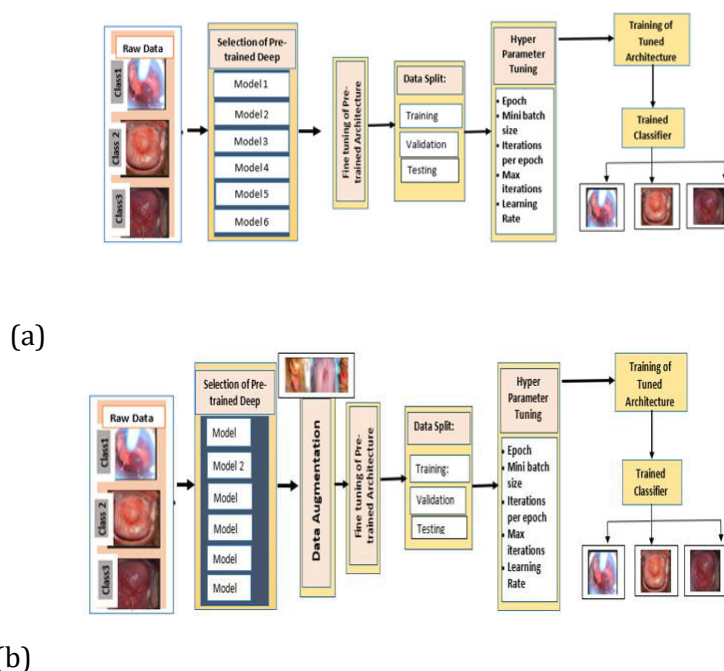 Raw Data
Class1
Class 2
Class3
Selection of Pre-
trained Deep
Model 1
Model 2
Model 3
Model 4
Model 5
Model 6
Fine tuning of Pre-
trained Architecture
Data Split:
Training
Validation
Testing
Hyper
Parameter
Tuning
• Epoch
• Mini batch
size
• Iterations
per epoch
• Max
iterations
• Learning
Rate
Training of
Tuned
Architecture
Trained
Classifier
(a)
Raw Data
Class1
Class 2
Class3
Selection of Pre-
trained Deep
Model
Model 2
Model
Model
Model
Model
Data Augmentation
Fine tuning of Pre-
trained Architecture
Data Split:
Training:
Validation
Testing
Hyper
Parameter
Tuning
• Epoch
• Mini batch
size
• Iterations
per epoch
• Max
iterations
• Learning
Rate
Training of
Tuned
Architecture
Trained
Classifier
(b)